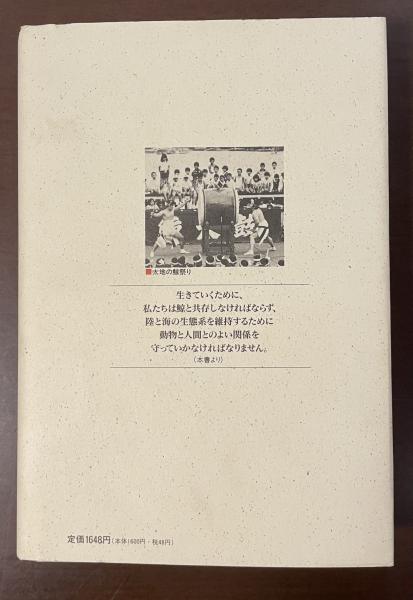 ■太地の鯨祭り
生きていくために、
私たちは鯨と共存しなければならず、
陸と海の生態系を維持するために
動物と人間とのよい関係を
守っていかなければなりません。
(本書より)
定価1648円(本体1600円・税48円)